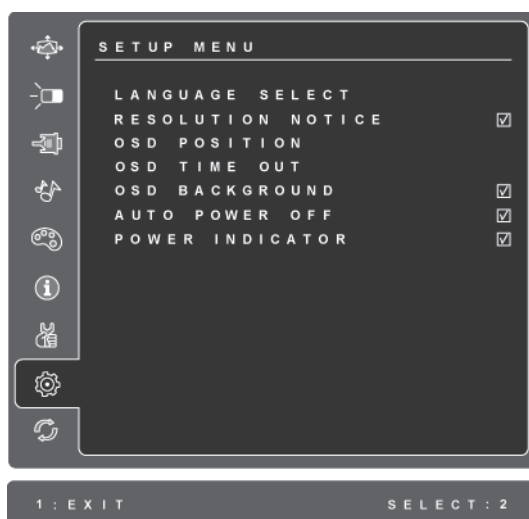 SETUP MENU
LANGUAGE SELECT
RESOLUTION NOTICE
OSD POSITION
OSD TIME OUT
OSD BACKGROUND
AUTO POWER OFF
POWER INDICATOR
1:EXIT SELECT:2